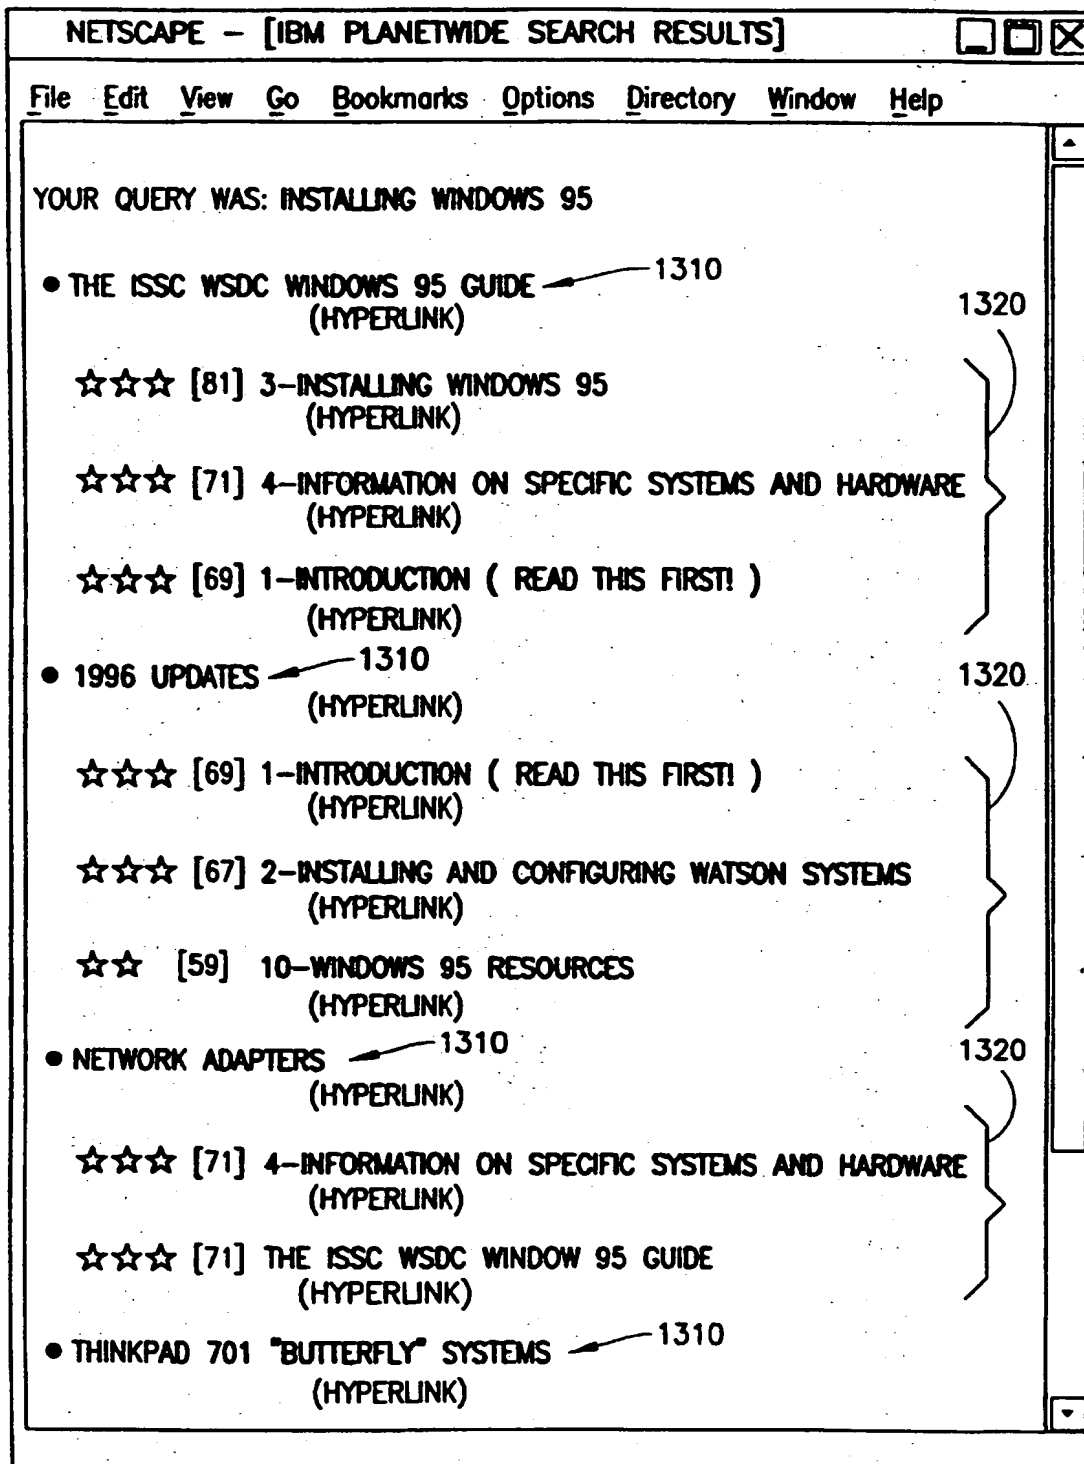 NETSCAPE – [IBM PLANETWIDE SEARCH RESULTS]
File Edit View Go Bookmarks Options Directory Window Help
YOUR QUERY WAS: INSTALLING WINDOWS 95
● THE ISSC WSDC WINDOWS 95 GUIDE 1310
(HYPERLINK)
1320
☆☆☆ [81] 3–INSTALLING WINDOWS 95
(HYPERLINK)
☆☆☆ [71] 4–INFORMATION ON SPECIFIC SYSTEMS AND HARDWARE
(HYPERLINK)
☆☆☆ [69] 1–INTRODUCTION ( READ THIS FIRST! )
(HYPERLINK)
● 1996 UPDATES 1310 1320
(HYPERLINK)
☆☆☆ [69] 1–INTRODUCTION ( READ THIS FIRST! )
(HYPERLINK)
☆☆☆ [67] 2–INSTALLING AND CONFIGURING WATSON SYSTEMS
(HYPERLINK)
☆☆ [59] 10–WINDOWS 95 RESOURCES
(HYPERLINK)
● NETWORK ADAPTERS 1310 1320
(HYPERLINK)
☆☆☆ [71] 4–INFORMATION ON SPECIFIC SYSTEMS AND HARDWARE
(HYPERLINK)
☆☆☆ [71] THE ISSC WSDC WINDOW 95 GUIDE
(HYPERLINK)
● THINKPAD 701 "BUTTERFLY" SYSTEMS 1310
(HYPERLINK)